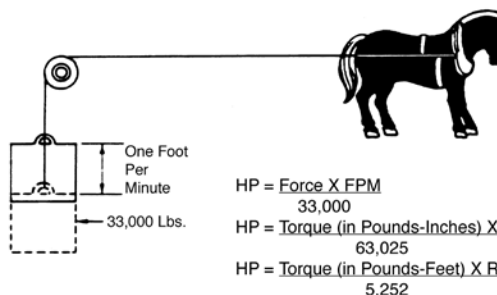 One Foot
Per
Minute
33,000 Lbs.
HP = Force X FPM
33,000
HP = Torque (in Pounds-Inches) X
63,025
HP = Torque (in Pounds-Feet) X R
5,252